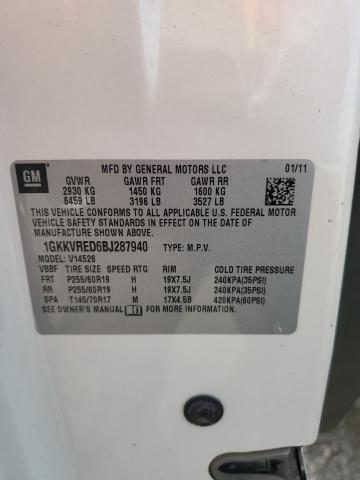 MFD BY GENERAL MOTORS LLC 01/11
GM GVWR GAWR FRT GAWR RR
2930 KG 1450 KG 1600 KG
6459 LB 3196 LB 3527 LB
THIS VEHICLE CONFORMS TO ALL APPLICABLE U.S. FEDERAL MOTOR
VEHICLE SAFETY STANDARDS IN EFFECT ON THE DATE OF
MANUFACTURE SHOWN ABOVE.
1GKKVRED6BJ287940 TYPE: M.P.V.
MODEL: V14526
VBBF TIRE SIZE SPEED RTG RIM COLD TIRE PRESSURE
FRT P255/60R19 H 19X7.5J 240KPA(35PSI)
RR P255/60R19 H 19X7.5J 240KPA(35PSI)
SPA T145/70R17 M 17X4.5B 420KPA(60PSI)
SEE OWNER'S MANUAL FOR MORE INFORMATION.